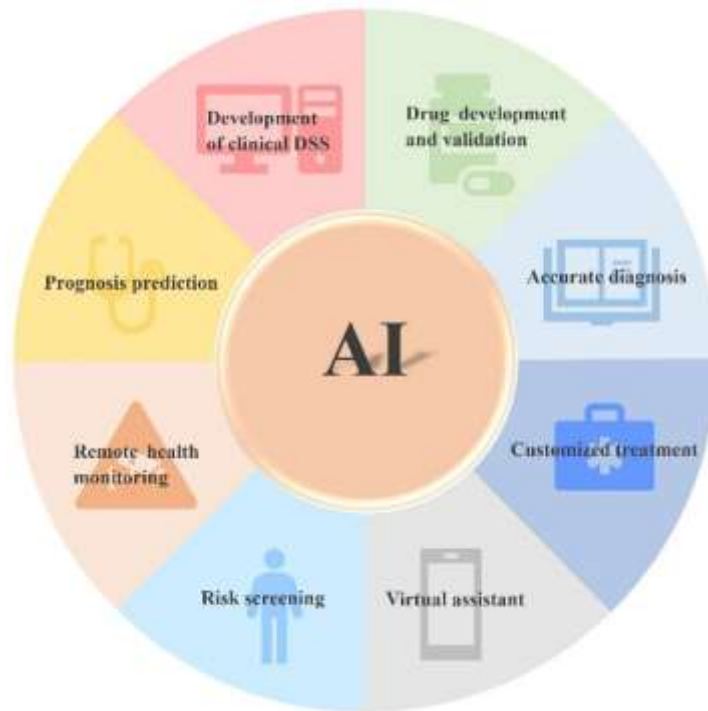 Development
of clinical DSS
Drug development
and validation
Accurate diagnosis
Customized treatment
Virtual assistant
Risk screening
Remote health
monitoring
Prognosis prediction
AI